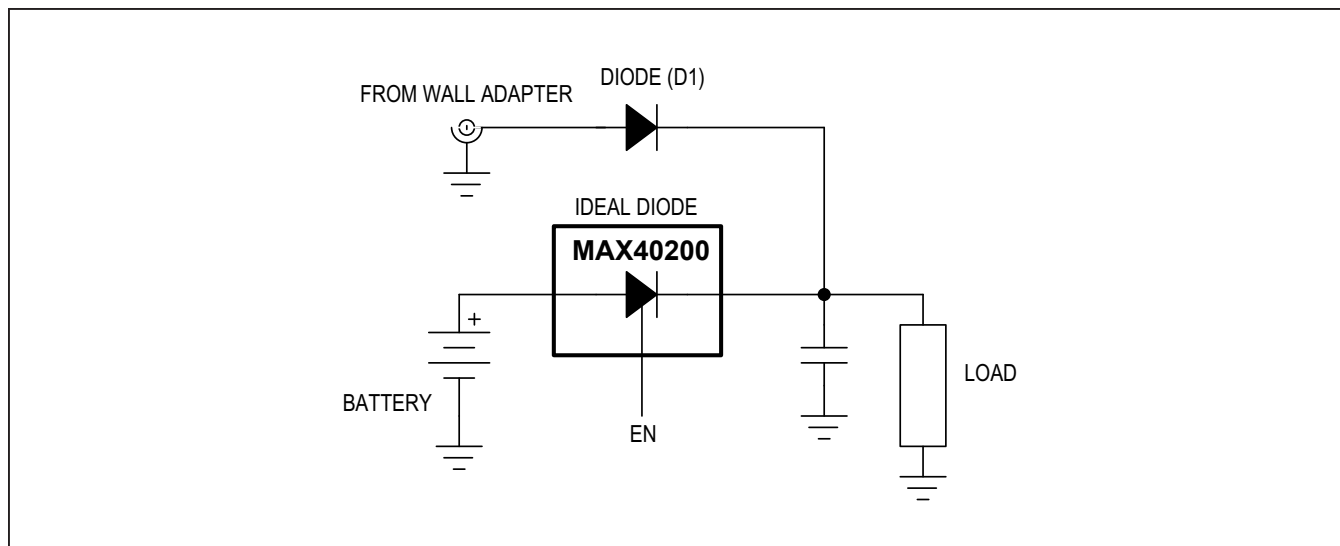 DIODE (D1)
FROM WALL ADAPTER
IDEAL DIODE
MAX40200
+
BATTERY
EN
LOAD